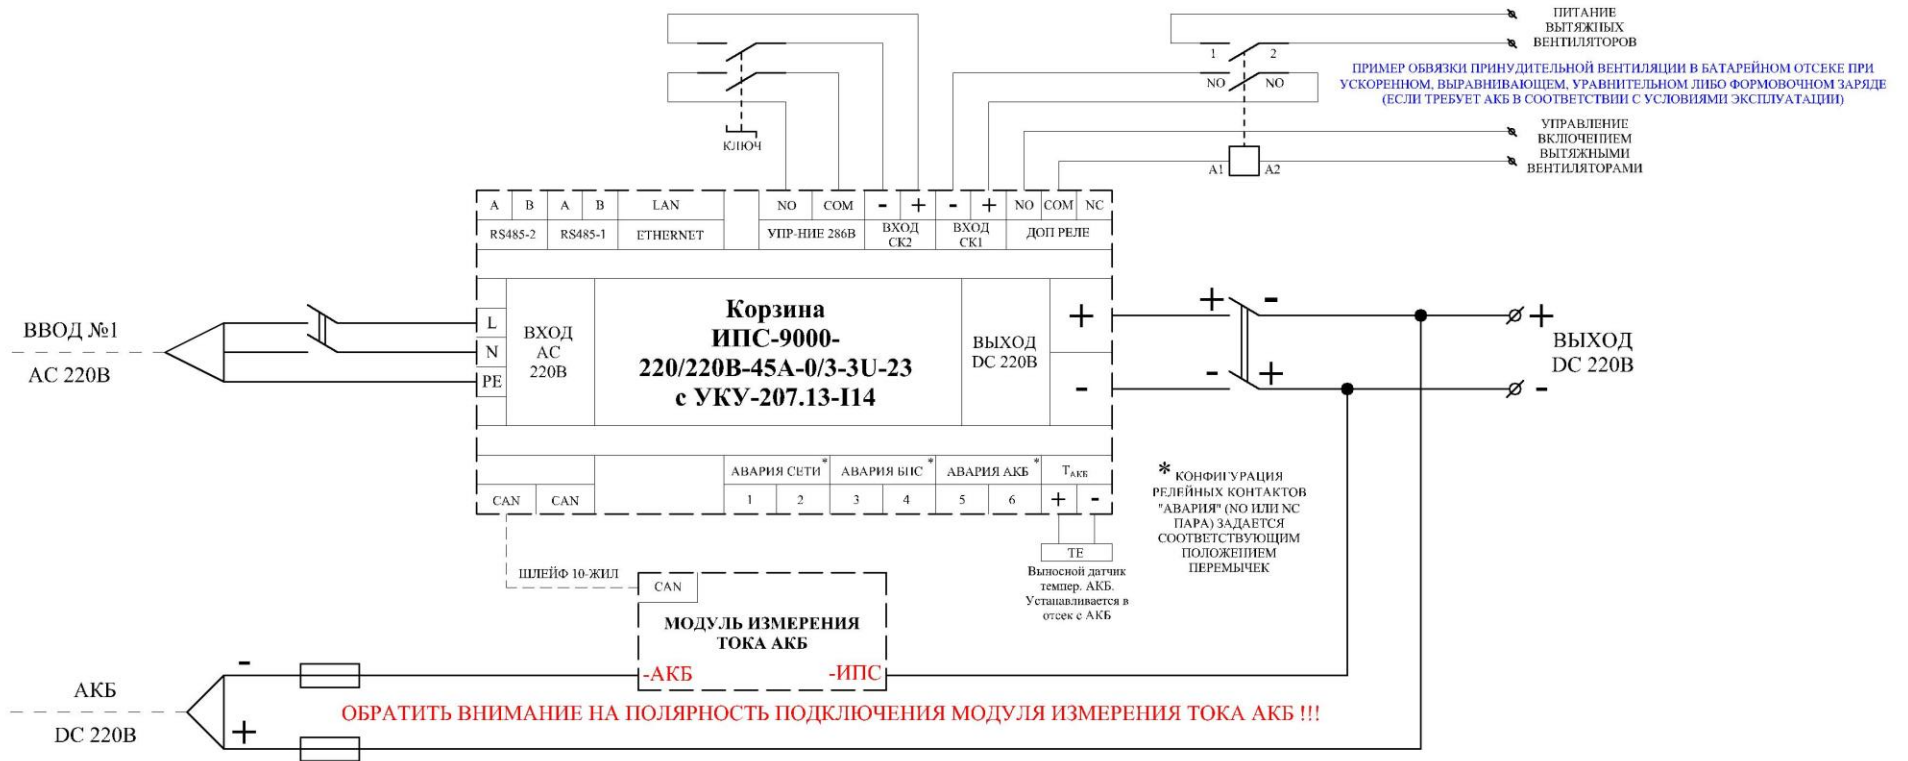 ПИТАНИЕ
ВЫТЯЖНЫХ
ВЕНТИЛЯТОРОВ
1 2
NO NO
ПРИМЕР ОБВЯЗКИ ПРИНУДИТЕЛЬНОЙ ВЕНТИЛЯЦИИ В БАТАРЕЙНОМ ОТСЕКЕ ПРИ
УСКОРЕННОМ, ВЫРАВНИВАЮЩЕМ, УРАВНИТЕЛЬНОМ ЛИБО ФОРМОВОЧНОМ ЗАРЯДЕ
(ЕСЛИ ТРЕБУЕТ АКБ В СООТВЕТСТВИИ С УСЛОВИЯМИ ЭКСПЛУАТАЦИИ)
УПРАВЛЕНИЕ
ВКЛЮЧЕНИЕМ
ВЫТЯЖНЫМИ
ВЕНТИЛЯТОРАМИ
КЛЮЧ
A1 A2
A B A B LAN NO COM - + - + NO COM NC
RS485-2 RS485-1 ETHERNET УПР-НИЕ 286В ВХОД СК2 ВХОД СК1 ДОП РЕЛЕ
ВВОД №1
АС 220В
L
N
PE
ВХОД
АС
220В
Корзина
ИПС-9000-
220/220В-45А-0/3-3U-23
с УКУ-207.13-I14
ВЫХОД
DC 220В
+
-
+ -
- +
+
ВЫХОД
DC 220В
-
АВАРИЯ СЕТИ* АВАРИЯ БПС* АВАРИЯ АКБ* ТАКБ
CAN CAN 1 2 3 4 5 6 + -
* КОНФИГУРАЦИЯ
РЕЛЕЙНЫХ КОНТАКТОВ
"АВАРИЯ" (NO ИЛИ NC
ПАРА) ЗАДАЕТСЯ
СООТВЕТСТВУЮЩИМ
ПОЛОЖЕНИЕМ
ПЕРЕМЫЧЕК
TE
Выносной датчик
темпер. АКБ.
Устанавливается в
отсек с АКБ
ШЛЕЙФ 10-ЖИЛ
CAN
МОДУЛЬ ИЗМЕРЕНИЯ
ТОКА АКБ
-АКБ -ИПС
АКБ
DC 220В
-
+
ОБРАТИТЬ ВНИМАНИЕ НА ПОЛЯРНОСТЬ ПОДКЛЮЧЕНИЯ МОДУЛЯ ИЗМЕРЕНИЯ ТОКА АКБ !!!